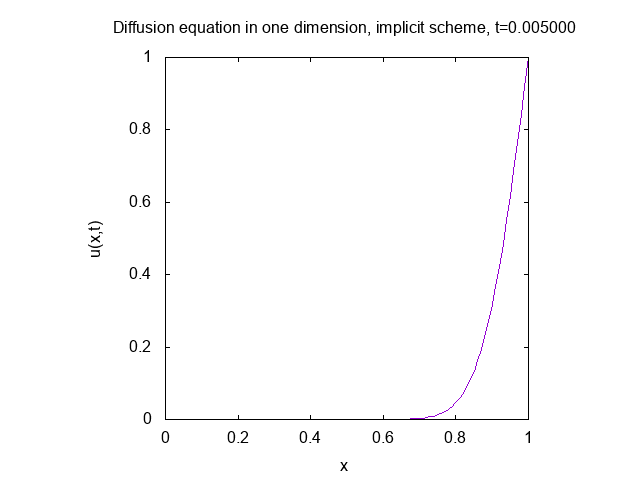 Diffusion equation in one dimension, implicit scheme, t=0.005000
1
0.8
0.6
0.4
0.2
0
u(x,t)
0 0.2 0.4 0.6 0.8 1
x